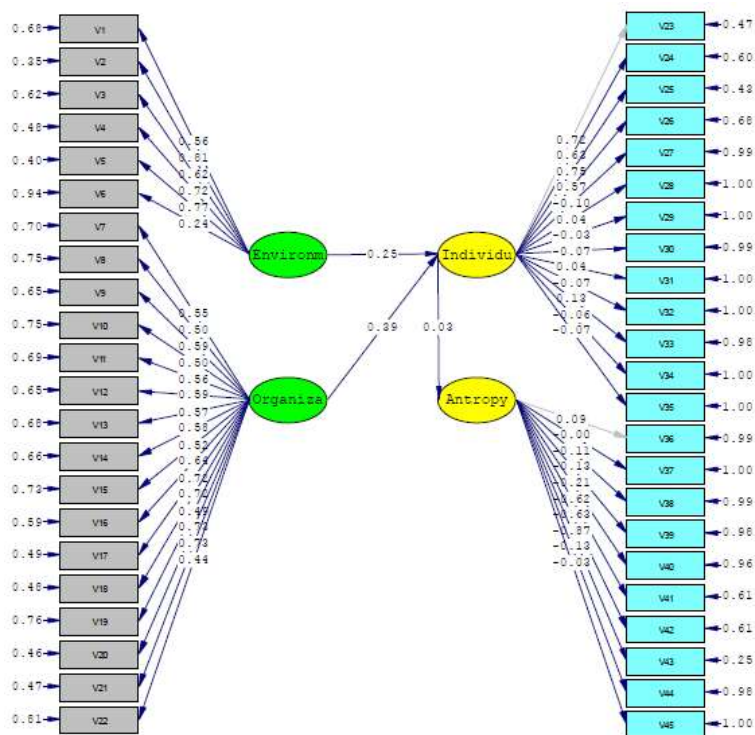 0.68 V1
0.35 V2
0.62 V3
0.48 V4
0.40 V5
0.94 V6
0.70 V7
0.75 V8
0.65 V9
0.75 V10
0.69 V11
0.65 V12
0.68 V13
0.66 V14
0.73 V15
0.59 V16
0.49 V17
0.48 V18
0.76 V19
0.46 V20
0.47 V21
0.81 V22
0.56
0.81
0.62
0.72
0.77
0.24
0.55
0.50
0.59
0.50
0.56
0.59
0.57
0.58
0.52
0.64
0.72
0.72
0.49
0.73
0.73
0.44
Environm
Organiza
0.25
0.39
0.03
Individu
Antropy
0.72
0.63
0.75
0.57
-0.10
0.04
-0.03
-0.07
0.04
-0.07
0.13
-0.06
-0.07
0.09
-0.00
-0.11
-0.13
-0.21
-0.62
-0.63
-0.87
-0.13
-0.03
V23 0.47
V24 0.60
V25 0.43
V26 0.68
V27 0.99
V28 1.00
V29 1.00
V30 0.99
V31 1.00
V32 1.00
V33 0.98
V34 1.00
V35 1.00
V36 0.99
V37 1.00
V38 0.99
V39 0.98
V40 0.96
V41 0.61
V42 0.61
V43 0.25
V44 0.98
V45 1.00